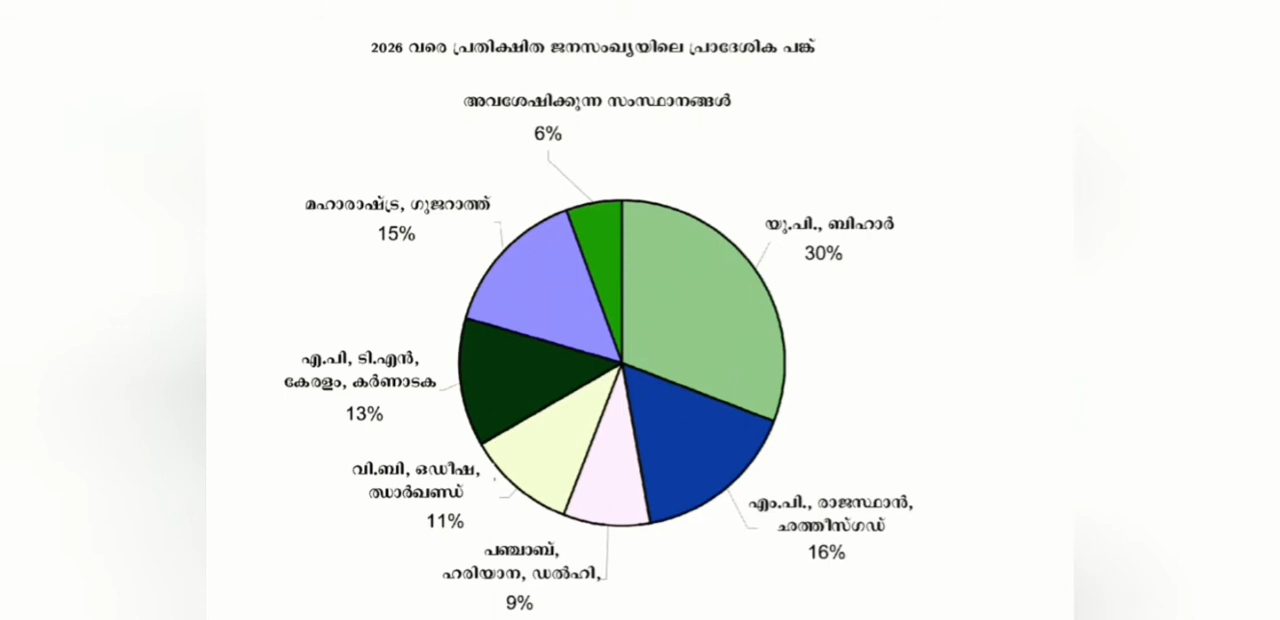 2026 വരെ പ്രതിക്ഷിത ജനസംഖ്യയിലെ പ്രാദേശിക പങ്ക്
അവശേഷിക്കുന്ന സംസ്ഥാനങ്ങൾ
6%
മഹാരാഷ്ട്ര, ഗുജറാത്ത്
15%
യു.പി., ബിഹാർ
30%
എ.പി, ടി.എൻ,
കേരളം, കർണാടക
13%
വി.ബി, ഒഡീഷ,
ഝാർഖണ്ഡ്
11%
എം.പി., രാജസ്ഥാൻ,
ഛത്തീസ്ഗഡ്
16%
പഞ്ചാബ്,
ഹരിയാന, ഡൽഹി,
9%